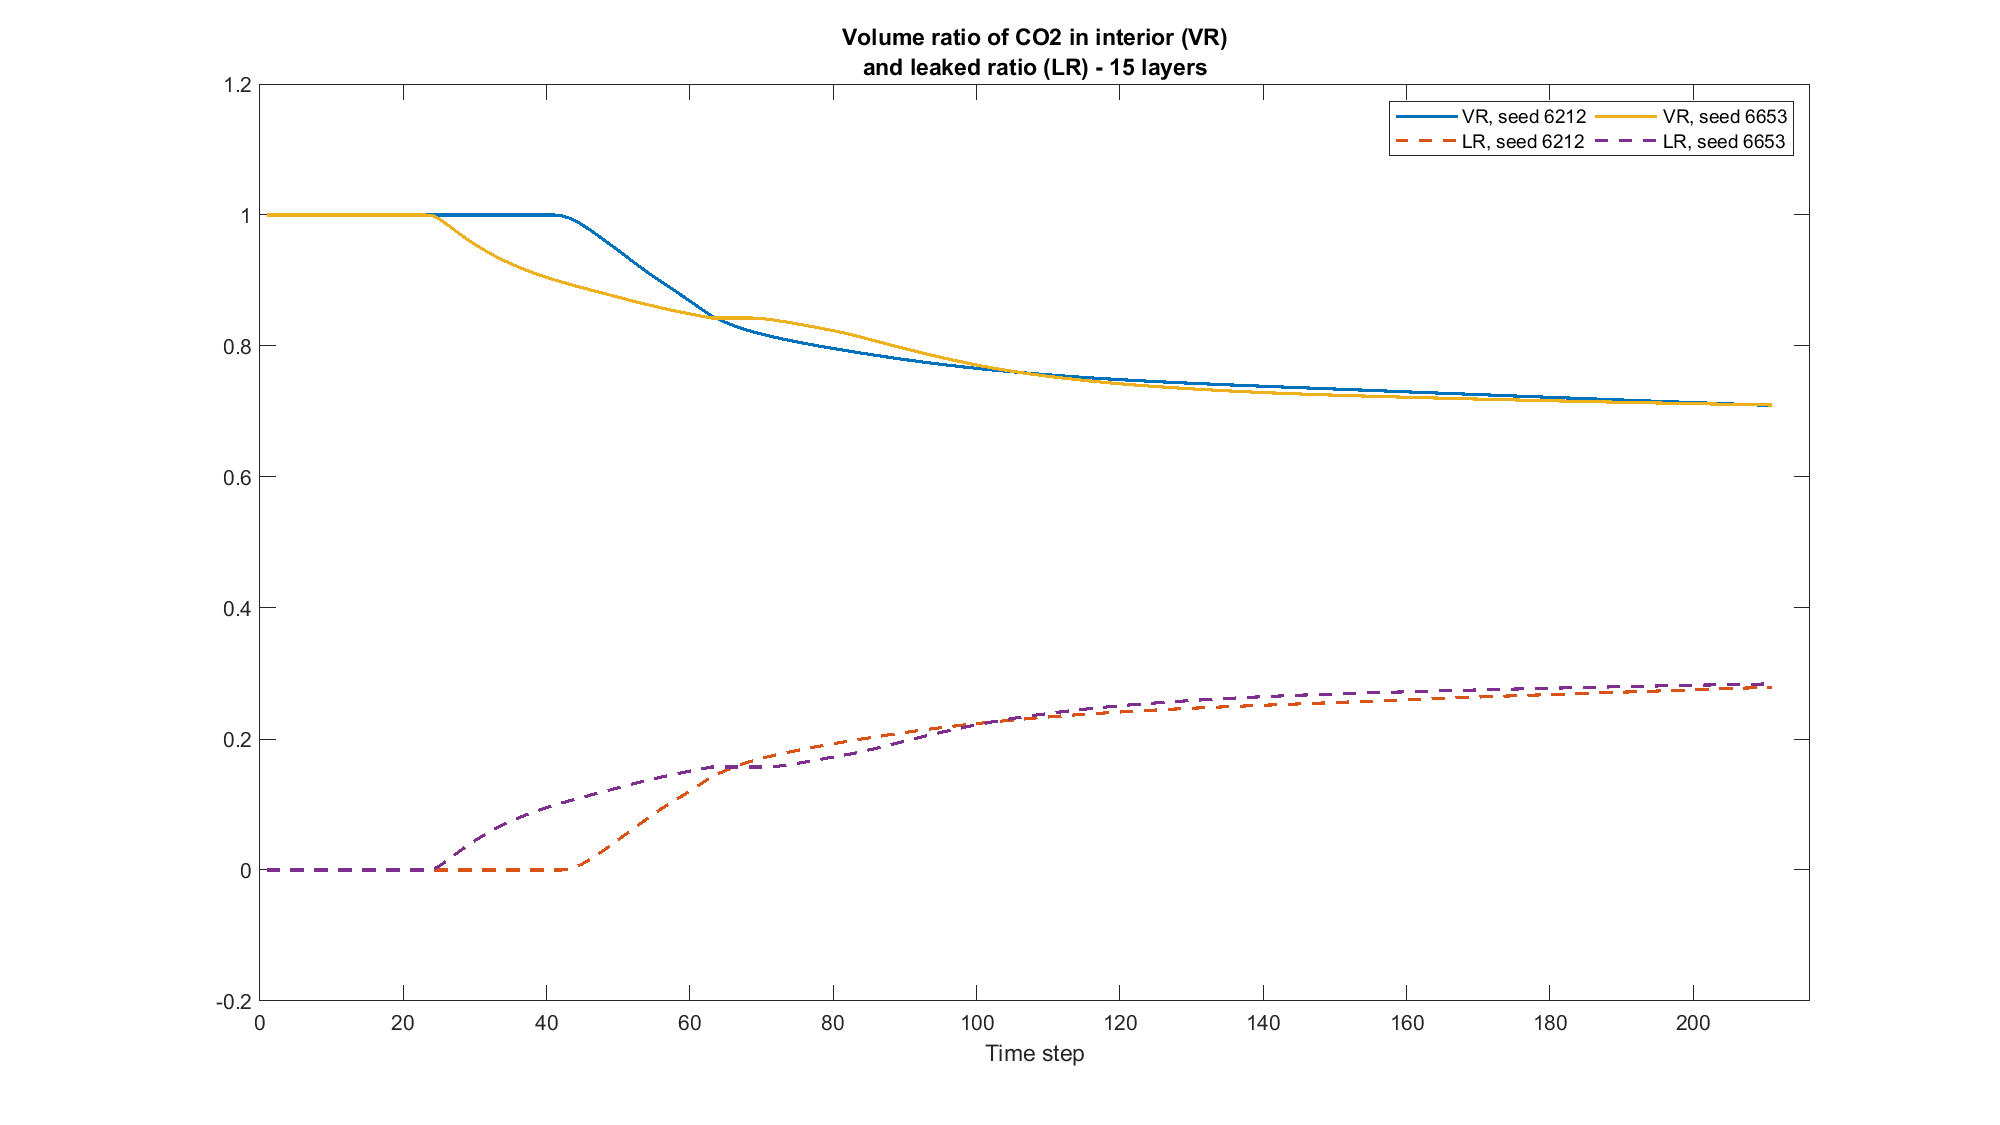 Volume ratio of CO2 in interior (VR)
and leaked ratio (LR) - 15 layers
1.2
1
0.8
0.6
0.4
0.2
0
-0.2
VR, seed 6212 VR, seed 6653
LR, seed 6212 LR, seed 6653
0 20 40 60 80 100 120 140 160 180 200
Time step